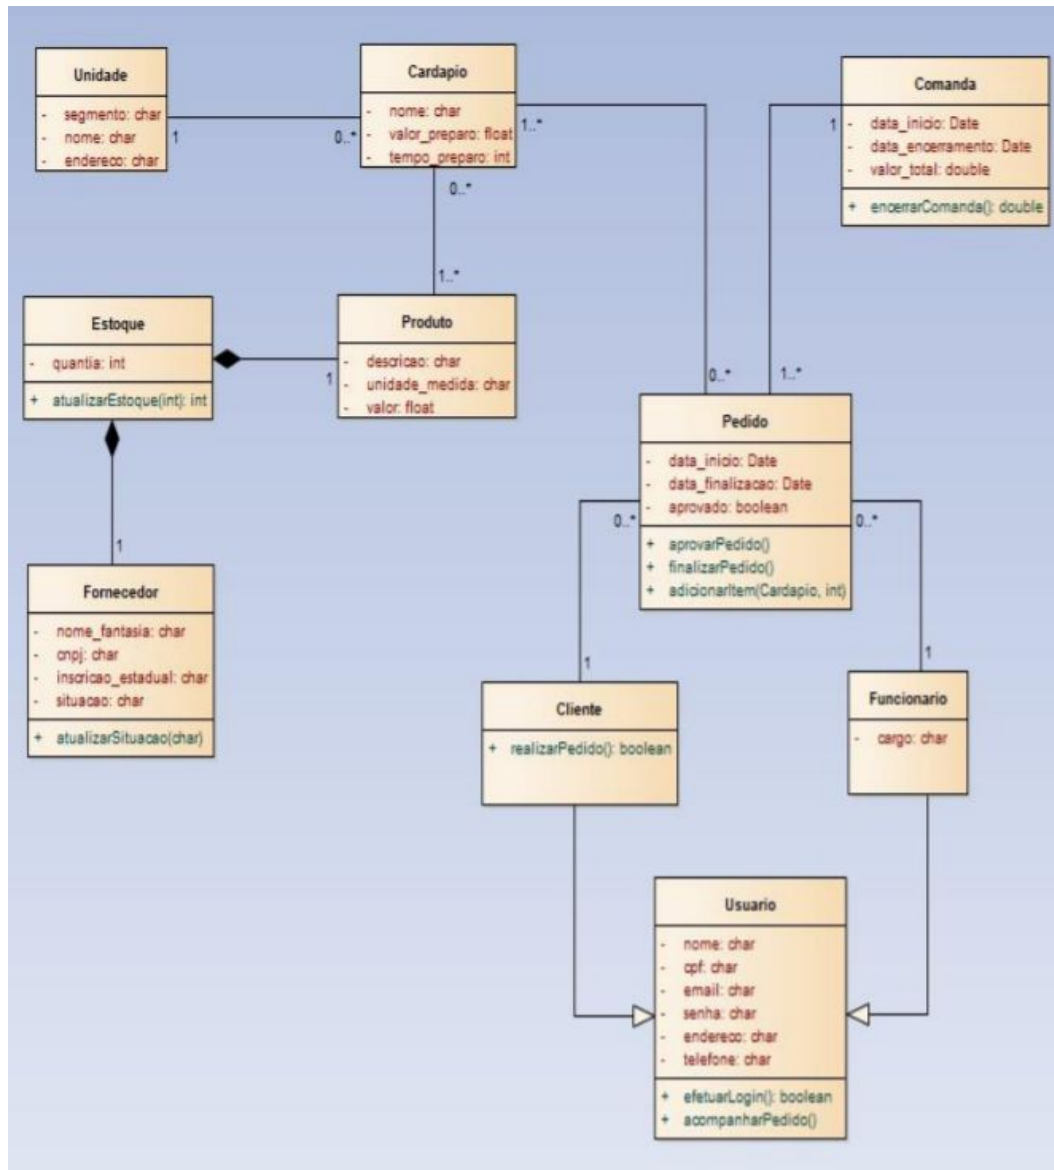 Unidade
- segmento: char
- nome: char
- endereco: char
1
0..*
Cardapio
- nome: char
- valor_preparo: float
- tempo_preparo: int
1..*
0..*
1..*
Comanda
1
- data_inicio: Date
- data_encerramento: Date
- valor_total: double
+ encerrarComanda(): double
Estoque
- quantia: int
+ atualizarEstoque(int): int
1
Produto
- descricao: char
- unidade_medida: char
- valor: float
0..*
1..*
Pedido
- data_inicio: Date
- data_finalizacao: Date
- aprovado: boolean
+ aprovarPedido()
+ finalizarPedido()
+ adicionarItem(Cardapio, int)
0..*
0..*
1
Fornecedor
- nome_fantasia: char
- cnpj: char
- inscricao_estadual: char
- situacao: char
+ atualizarSituacao(char)
1
1
Cliente
+ realizarPedido(): boolean
Funcionario
- cargo: char
Usuario
- nome: char
- cpf: char
- email: char
- senha: char
- endereco: char
- telefone: char
+ efetuarLogin(): boolean
+ acompanharPedido()